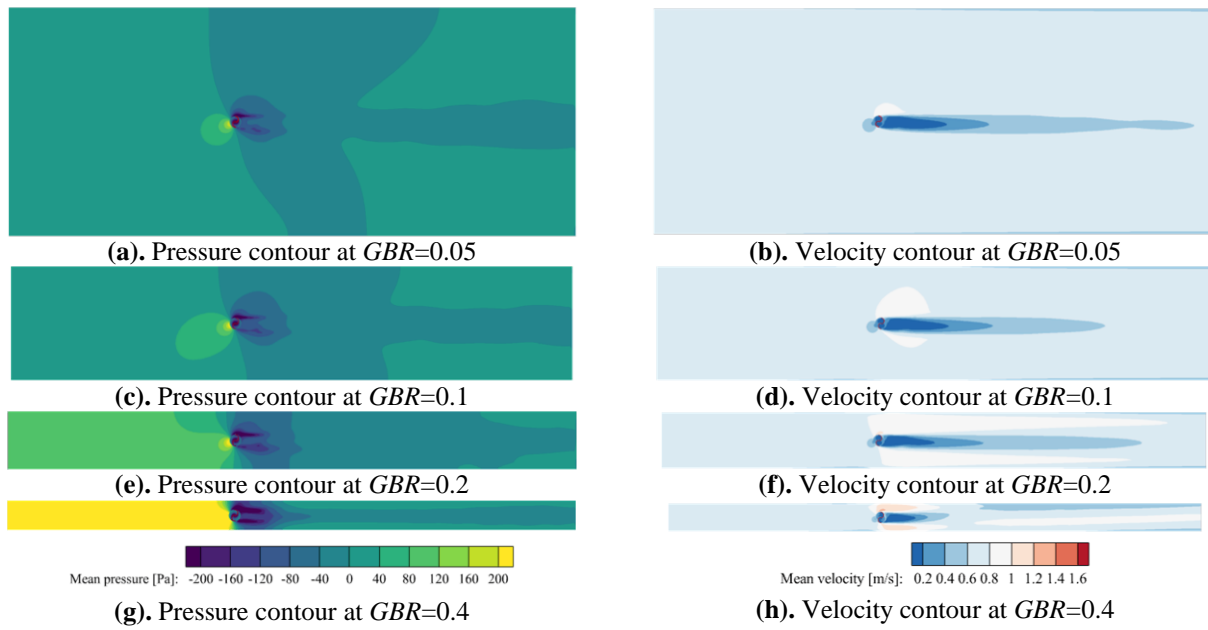 (a). Pressure contour at GBR=0.05
(b). Velocity contour at GBR=0.05
(c). Pressure contour at GBR=0.1
(d). Velocity contour at GBR=0.1
(e). Pressure contour at GBR=0.2
(f). Velocity contour at GBR=0.2
Mean pressure [Pa]: -200 -160 -120 -80 -40 0 40 80 120 160 200
Mean velocity [m/s]: 0.2 0.4 0.6 0.8 1 1.2 1.4 1.6
(g). Pressure contour at GBR=0.4
(h). Velocity contour at GBR=0.4